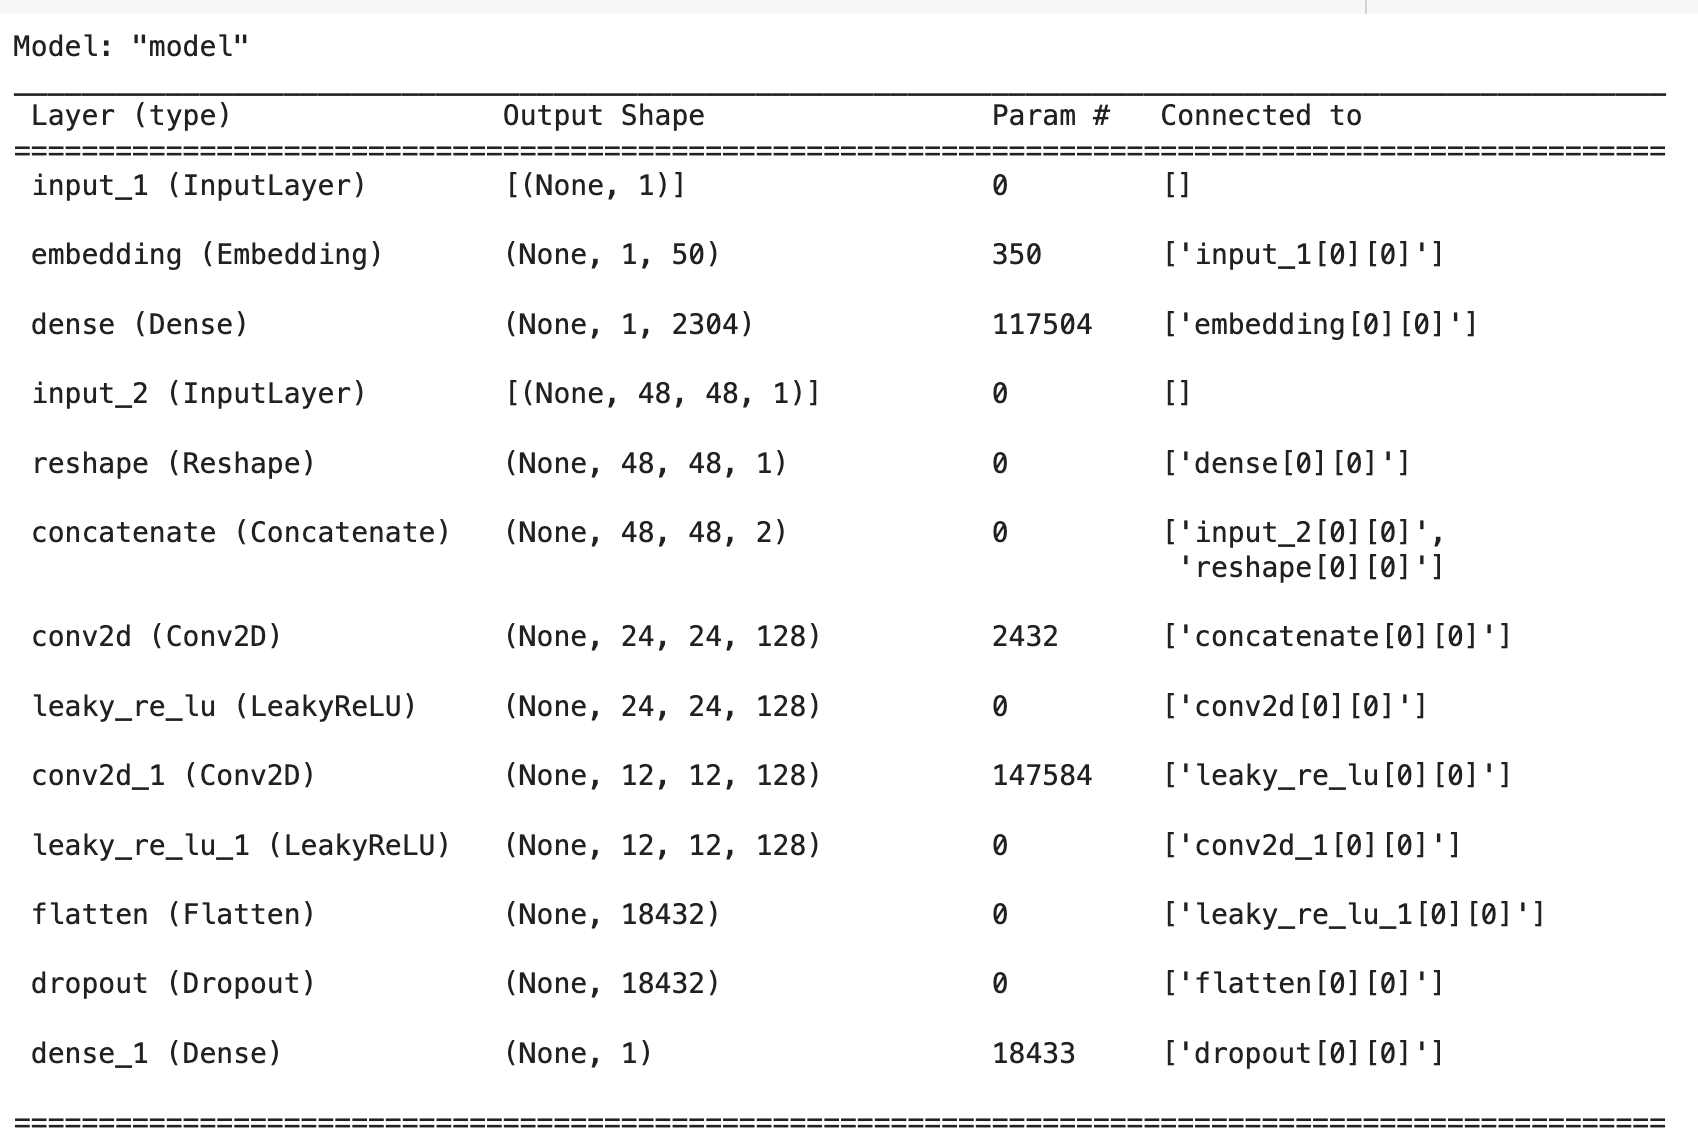 Model: "model"
Layer (type) Output Shape Param # Connected to
input_1 (InputLayer) [(None, 1)] 0 []
embedding (Embedding) (None, 1, 50) 350 ['input_1[0][0]']
dense (Dense) (None, 1, 2304) 117504 ['embedding[0][0]']
input_2 (InputLayer) [(None, 48, 48, 1)] 0 []
reshape (Reshape) (None, 48, 48, 1) 0 ['dense[0][0]']
concatenate (Concatenate) (None, 48, 48, 2) 0 ['input_2[0][0]',
'reshape[0][0]']
conv2d (Conv2D) (None, 24, 24, 128) 2432 ['concatenate[0][0]']
leaky_re_lu (LeakyReLU) (None, 24, 24, 128) 0 ['conv2d[0][0]']
conv2d_1 (Conv2D) (None, 12, 12, 128) 147584 ['leaky_re_lu[0][0]']
leaky_re_lu_1 (LeakyReLU) (None, 12, 12, 128) 0 ['conv2d_1[0][0]']
flatten (Flatten) (None, 18432) 0 ['leaky_re_lu_1[0][0]']
dropout (Dropout) (None, 18432) 0 ['flatten[0][0]']
dense_1 (Dense) (None, 1) 18433 ['dropout[0][0]']